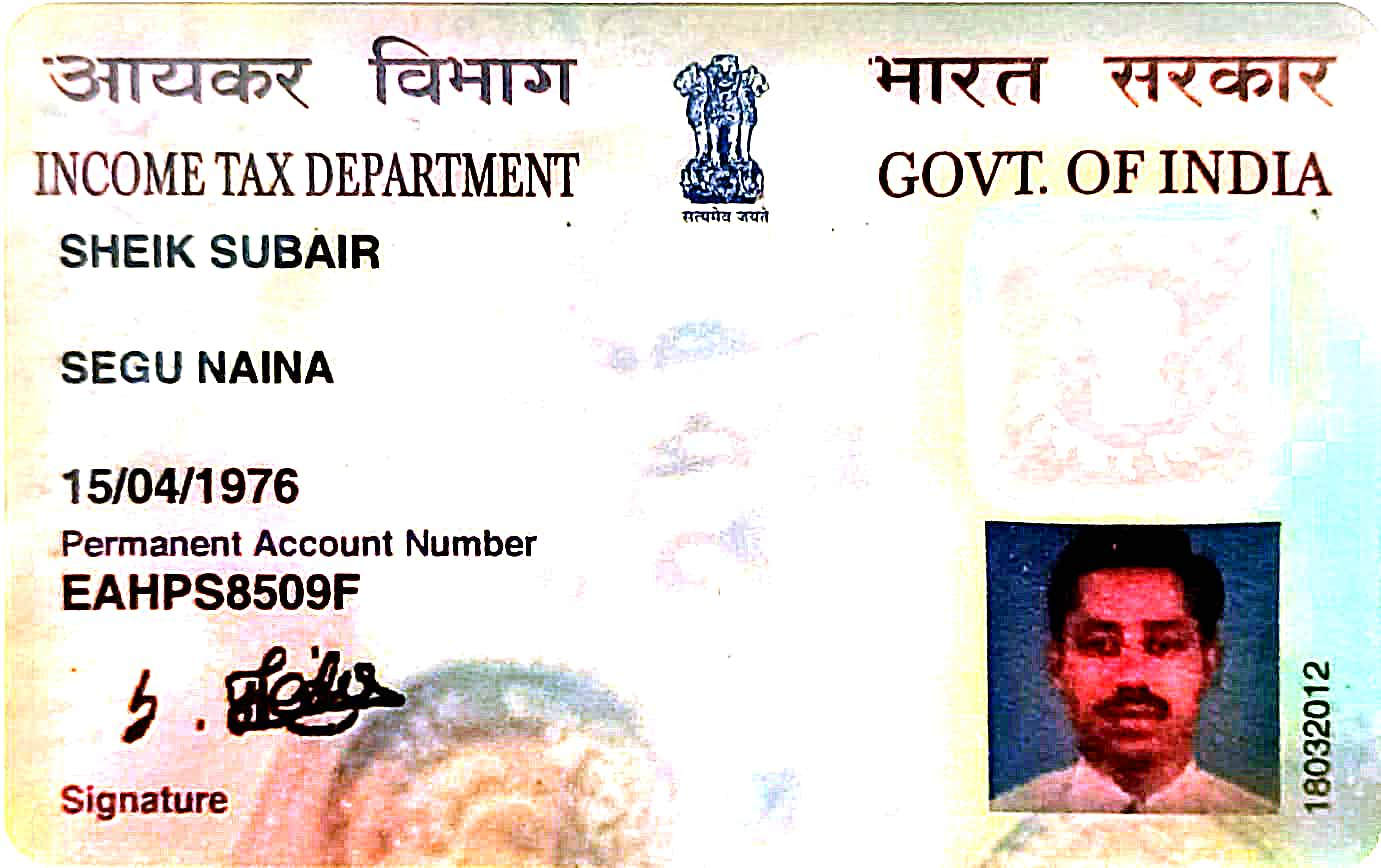 आयकर विभाग
भारत सरकार
INCOME TAX DEPARTMENT
GOVT. OF INDIA
सत्यमेव जयते
SHEIK SUBAIR
SEGU NAINA
15/04/1976
Permanent Account Number
EAHPS8509F
Signature
18032012